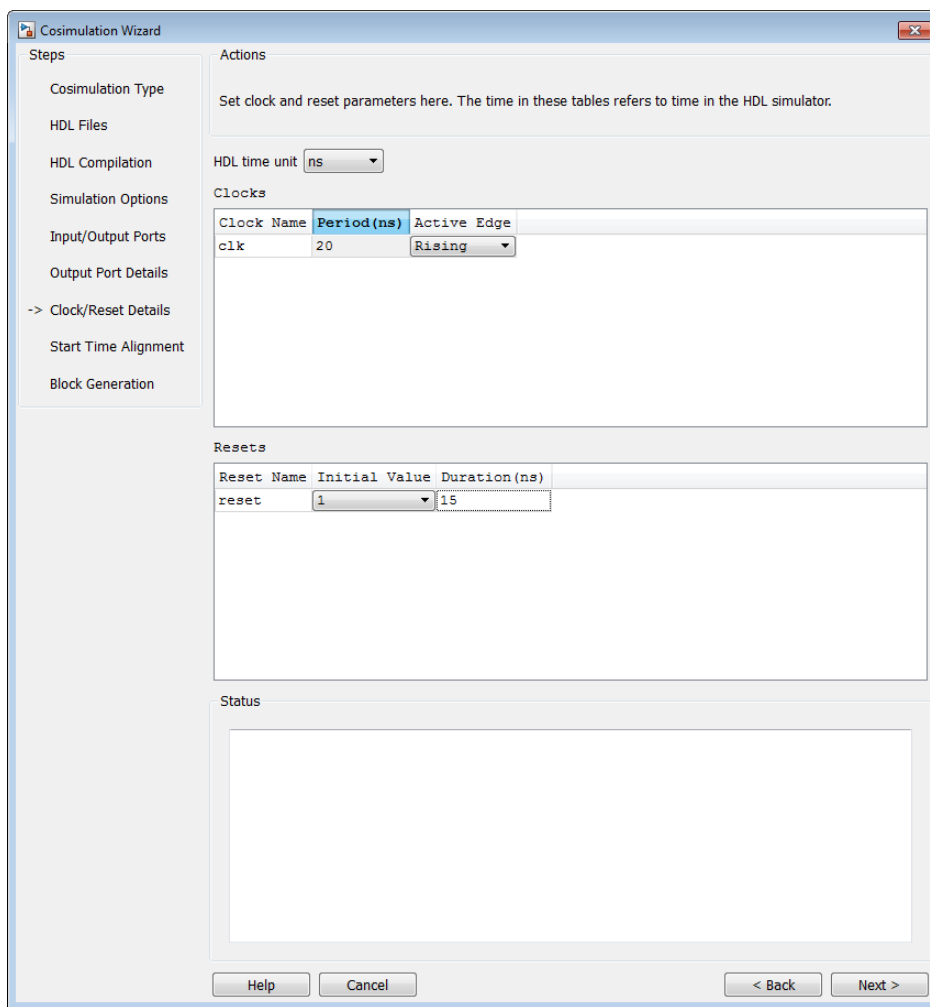 Cosimulation Wizard
Steps
Cosimulation Type
HDL Files
HDL Compilation
Simulation Options
Input/Output Ports
Output Port Details
-> Clock/Reset Details
Start Time Alignment
Block Generation
Actions
Set clock and reset parameters here. The time in these tables refers to time in the HDL simulator.
HDL time unit ns
Clocks
Clock Name Period(ns) Active Edge
clk 20 Rising
Resets
Reset Name Initial Value Duration(ns)
reset 1 15
Status
Help Cancel < Back Next >